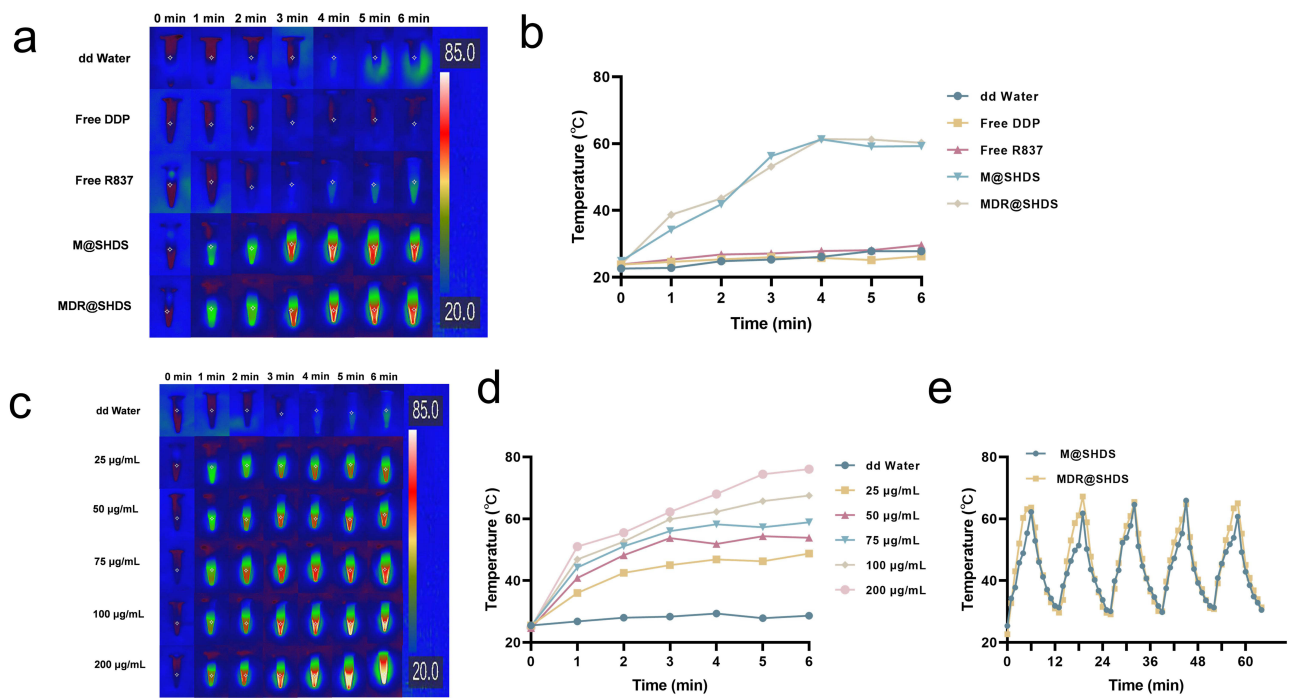 a
0 min 1 min 2 min 3 min 4 min 5 min 6 min
dd Water
Free DDP
Free R837
M@SHDS
MDR@SHDS
85.0
20.0
b
Temperature (℃)
80
60
40
20
0 1 2 3 4 5 6
Time (min)
dd Water
Free DDP
Free R837
M@SHDS
MDR@SHDS
c
0 min 1 min 2 min 3 min 4 min 5 min 6 min
dd Water
25 μg/mL
50 μg/mL
75 μg/mL
100 μg/mL
200 μg/mL
85.0
20.0
d
Temperature (℃)
80
60
40
20
0 1 2 3 4 5 6
Time (min)
dd Water
25 μg/mL
50 μg/mL
75 μg/mL
100 μg/mL
200 μg/mL
e
M@SHDS
MDR@SHDS
Temperature (℃)
80
60
40
20
0 12 24 36 48 60
Time (min)